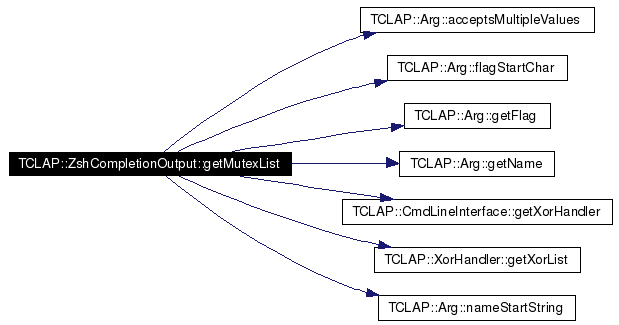 TCLAP::Arg::acceptsMultipleValues
TCLAP::Arg::flagStartChar
TCLAP::Arg::getFlag
TCLAP::ZshCompletionOutput::getMutexList
TCLAP::Arg::getName
TCLAP::CmdLineInterface::getXorHandler
TCLAP::XorHandler::getXorList
TCLAP::Arg::nameStartString